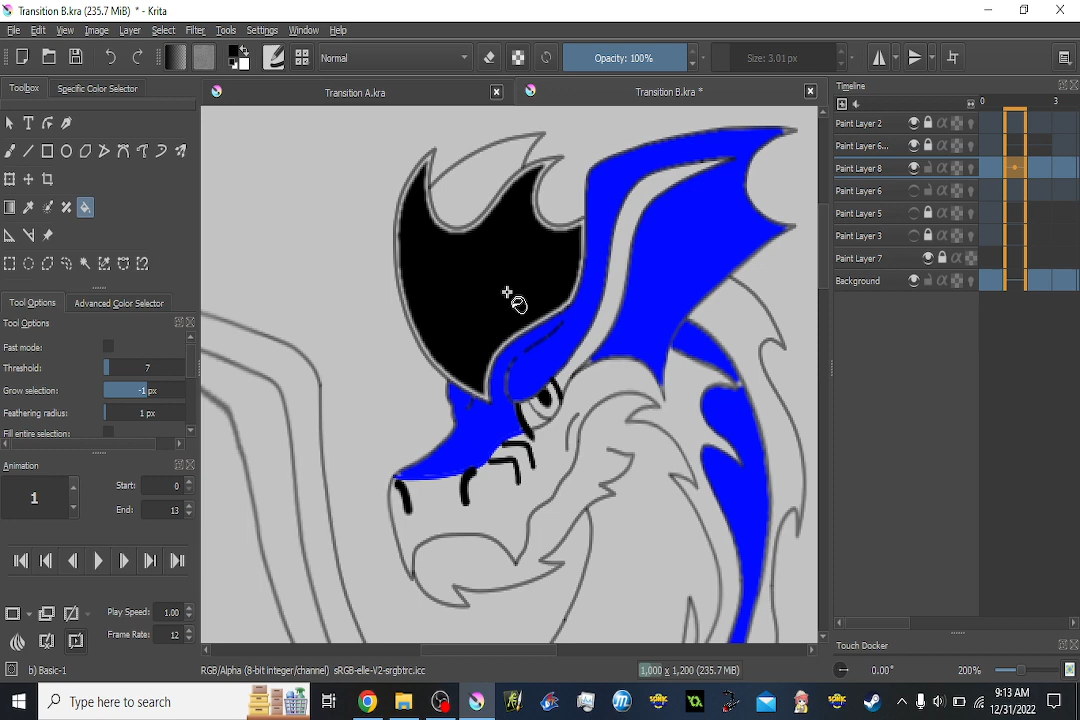 Transition B.kra (235.7 MiB) * - Krita
File Edit View Image Layer Select Filter Tools Settings Window Help
Normal
Opacity: 100%
Size: 3.01 px
Toolbox
Specific Color Selector
Transition A.kra
Transition B.kra *
Timeline
0 3
Paint Layer 2
Paint Layer 6...
Paint Layer 8
Paint Layer 6
Paint Layer 5
Paint Layer 3
Paint Layer 7
Background
Tool Options
Advanced Color Selector
Tool Options
Fast mode:
Threshold: 7
Grow selection: -1 px
Feathering radius: 1 px
Fill entire selection:
Animation
1
Start: 0
End: 13
Play Speed: 1.00
Frame Rate: 12
b) Basic-1
RGB/Alpha (8-bit integer/channel) sRGB-elle-V2-srgbtrc.icc
1,000 x 1,200 (235.7 MiB)
Touch Docker
0.00°
200%
Type here to search
9:13 AM
12/31/2022